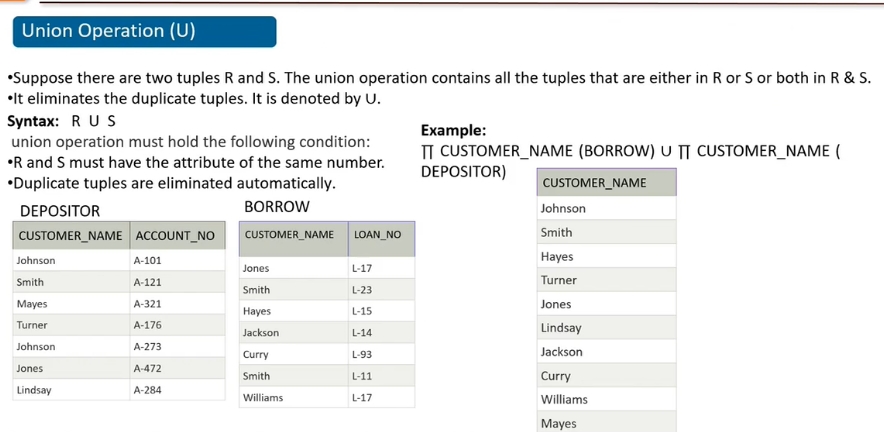 Union Operation (U)
•Suppose there are two tuples R and S. The union operation contains all the tuples that are either in R or S or both in R & S.
•It eliminates the duplicate tuples. It is denoted by ∪.
Syntax: R U S
union operation must hold the following condition:
•R and S must have the attribute of the same number.
•Duplicate tuples are eliminated automatically.
Example:
∏ CUSTOMER_NAME (BORROW) ∪ ∏ CUSTOMER_NAME (
DEPOSITOR)
DEPOSITOR
CUSTOMER_NAME ACCOUNT_NO
Johnson A-101
Smith A-121
Mayes A-321
Turner A-176
Johnson A-273
Jones A-472
Lindsay A-284
BORROW
CUSTOMER_NAME LOAN_NO
Jones L-17
Smith L-23
Hayes L-15
Jackson L-14
Curry L-93
Smith L-11
Williams L-17
CUSTOMER_NAME
Johnson
Smith
Hayes
Turner
Jones
Lindsay
Jackson
Curry
Williams
Mayes